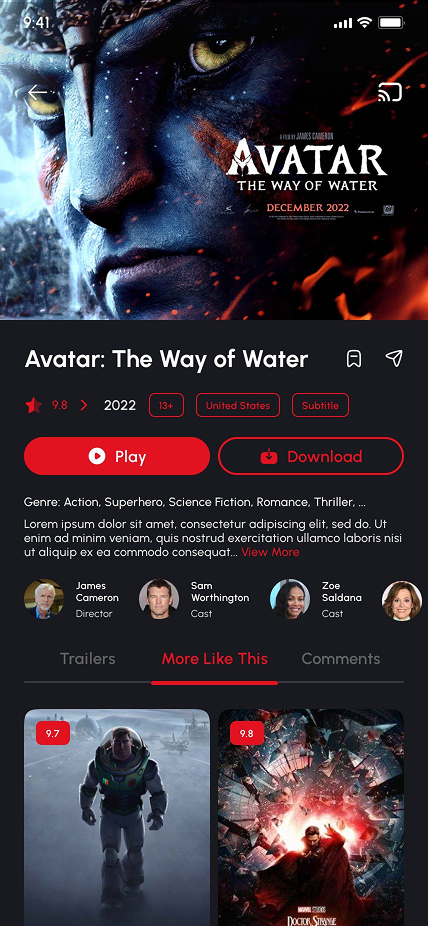 9:41
A FILM BY JAMES CAMERON
AVATAR
THE WAY OF WATER
DECEMBER 2022
Avatar: The Way of Water
9.8
2022
13+
United States
Subtitle
Play
Download
Genre: Action, Superhero, Science Fiction, Romance, Thriller, ...
Lorem ipsum dolor sit amet, consectetur adipiscing elit, sed do. Ut
enim ad minim veniam, quis nostrud exercitation ullamco laboris nisi
ut aliquip ex ea commodo consequat... View More
James
Cameron
Director
Sam
Worthington
Cast
Zoe
Saldana
Cast
Trailers
More Like This
Comments
9.7
9.8
MARVEL STUDIOS
DOCTOR STRANGE